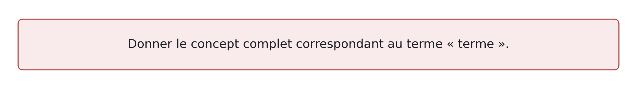 Donner le concept complet correspondant au terme « terme ».